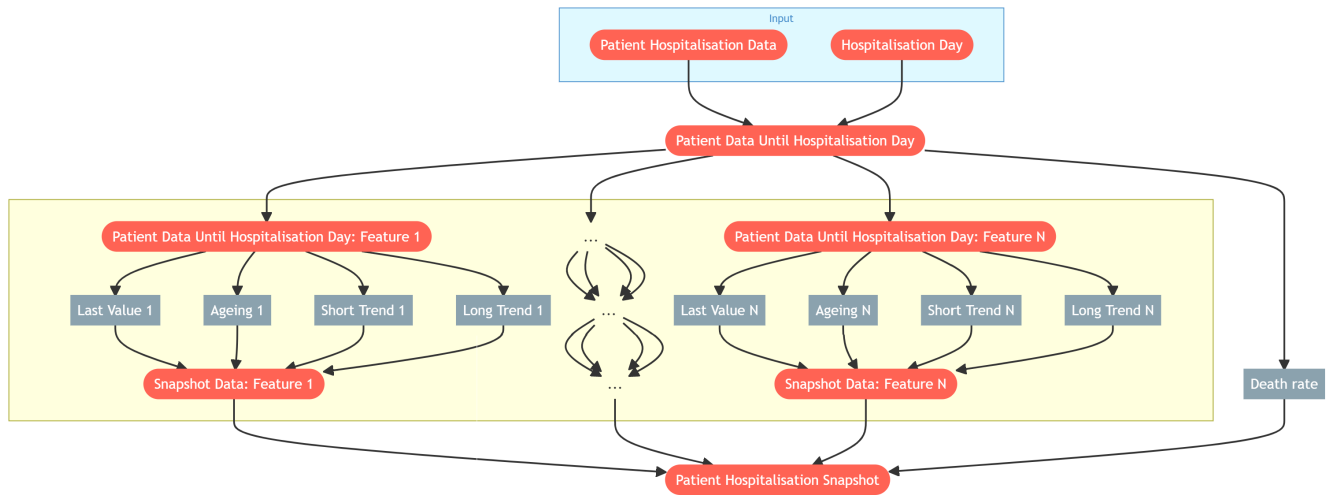 Input
Patient Hospitalisation Data
Hospitalisation Day
Patient Data Until Hospitalisation Day
Patient Data Until Hospitalisation Day: Feature 1
...
Patient Data Until Hospitalisation Day: Feature N
Last Value 1
Ageing 1
Short Trend 1
Long Trend 1
...
Last Value N
Ageing N
Short Trend N
Long Trend N
Snapshot Data: Feature 1
...
Snapshot Data: Feature N
Death rate
Patient Hospitalisation Snapshot